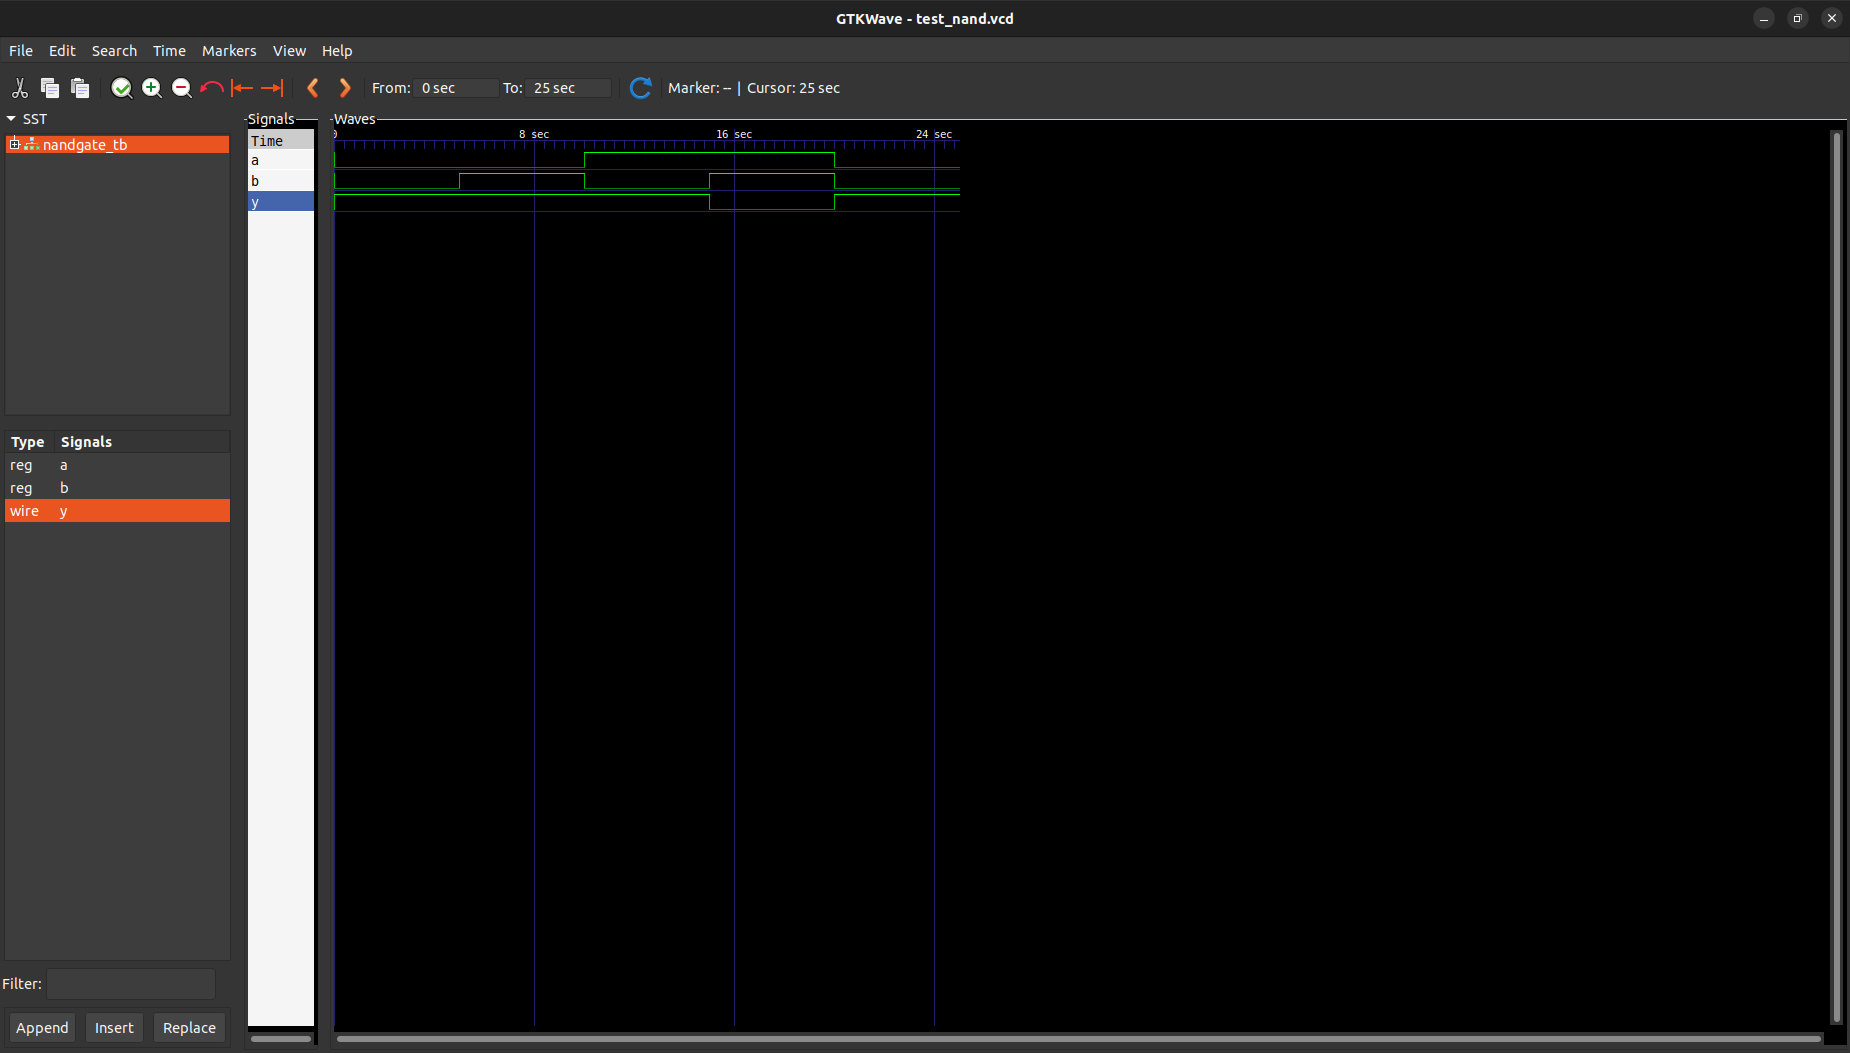 GTKWave - test_nand.vcd
File Edit Search Time Markers View Help
From: 0 sec To: 25 sec Marker: -- | Cursor: 25 sec
SST
nandgate_tb
Type Signals
reg a
reg b
wire y
Filter:
Append Insert Replace
Signals
Time
a
b
y
Waves
0 8 sec 16 sec 24 sec